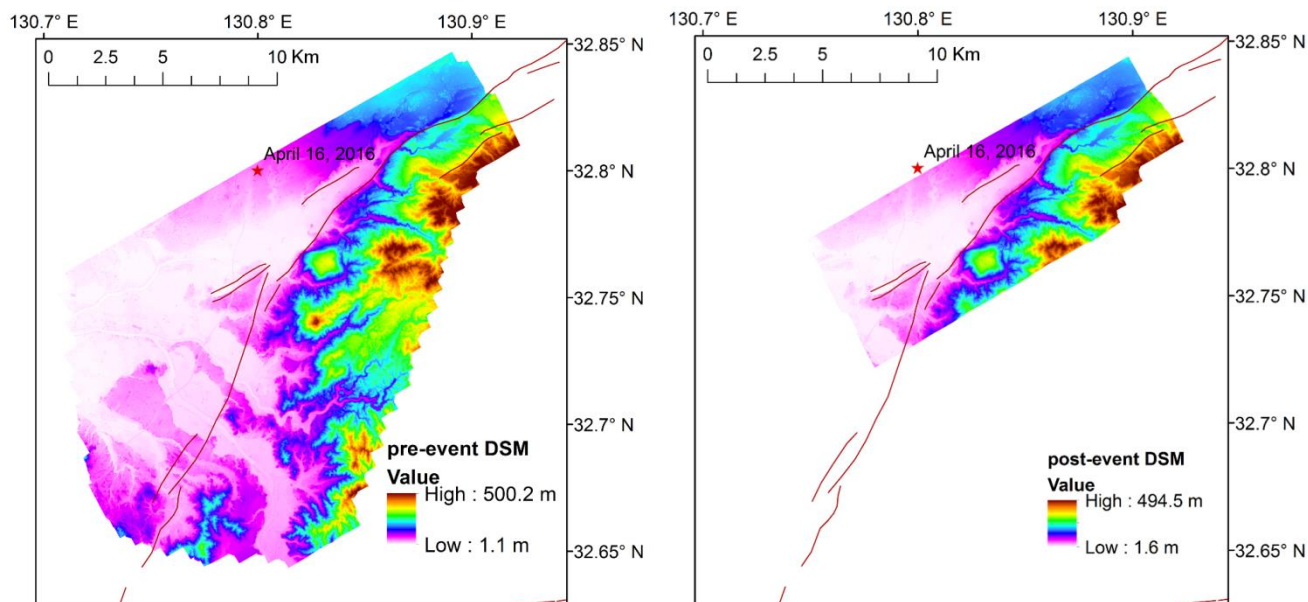 130.7° E 130.8° E 130.9° E
0 2.5 5 10 Km
32.85° N
April 16, 2016
32.8° N
32.75° N
32.7° N
pre-event DSM
Value
High : 500.2 m
Low : 1.1 m
32.65° N
130.7° E 130.8° E 130.9° E
0 2.5 5 10 Km
32.85° N
April 16, 2016
32.8° N
32.75° N
32.7° N
post-event DSM
Value
High : 494.5 m
Low : 1.6 m
32.65° N